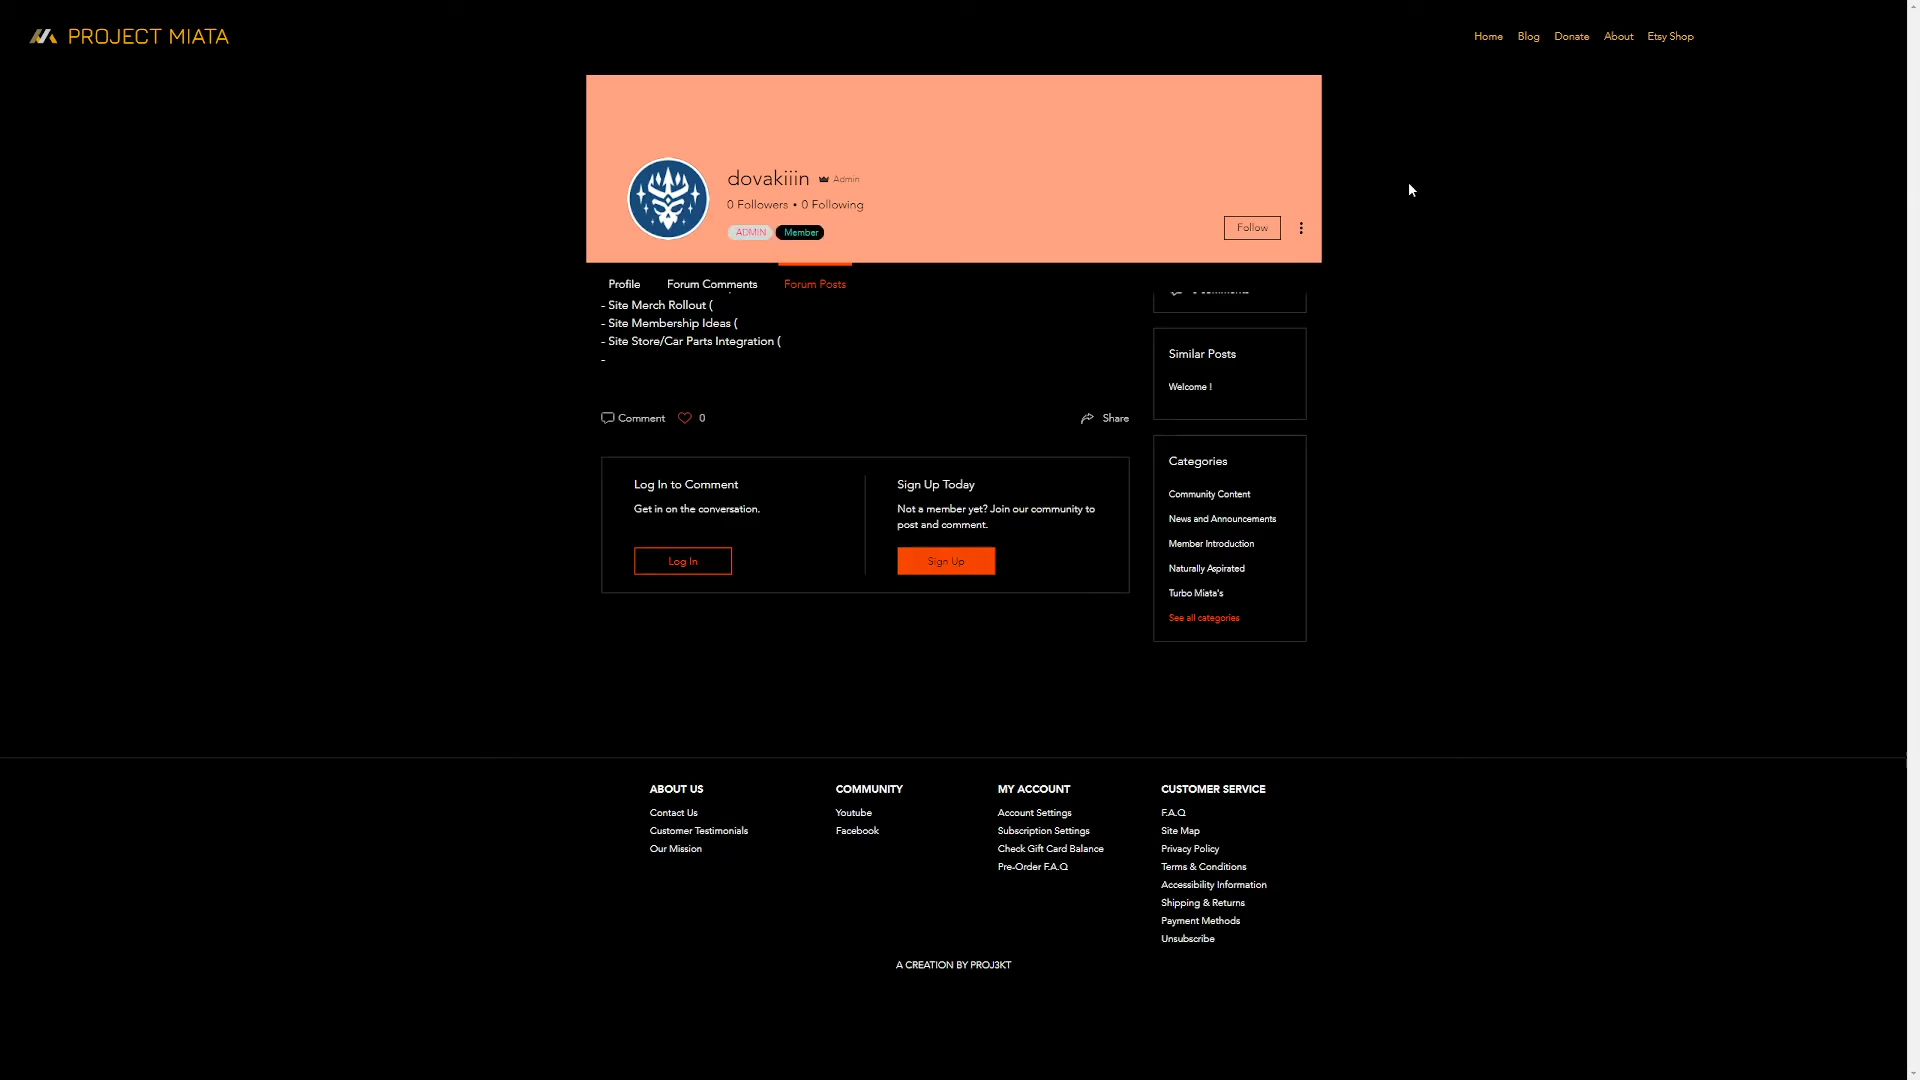 PROJECT MIATA
Home Blog Donate About Etsy Shop
dovakiiin Admin
0 Followers • 0 Following
ADMIN Member
Follow
Profile Forum Comments Forum Posts
- Site Merch Rollout (
- Site Membership Ideas (
- Site Store/Car Parts Integration (
-
Comment 0 Share
Log In to Comment
Get in on the conversation.
Log In
Sign Up Today
Not a member yet? Join our community to
post and comment.
Sign Up
Similar Posts
Welcome !
Categories
Community Content
News and Announcements
Member Introduction
Naturally Aspirated
Turbo Miata's
See all categories
ABOUT US
Contact Us
Customer Testimonials
Our Mission
COMMUNITY
Youtube
Facebook
MY ACCOUNT
Account Settings
Subscription Settings
Check Gift Card Balance
Pre-Order F.A.Q
CUSTOMER SERVICE
F.A.Q
Site Map
Privacy Policy
Terms & Conditions
Accessibility Information
Shipping & Returns
Payment Methods
Unsubscribe
A CREATION BY PROJ3KT